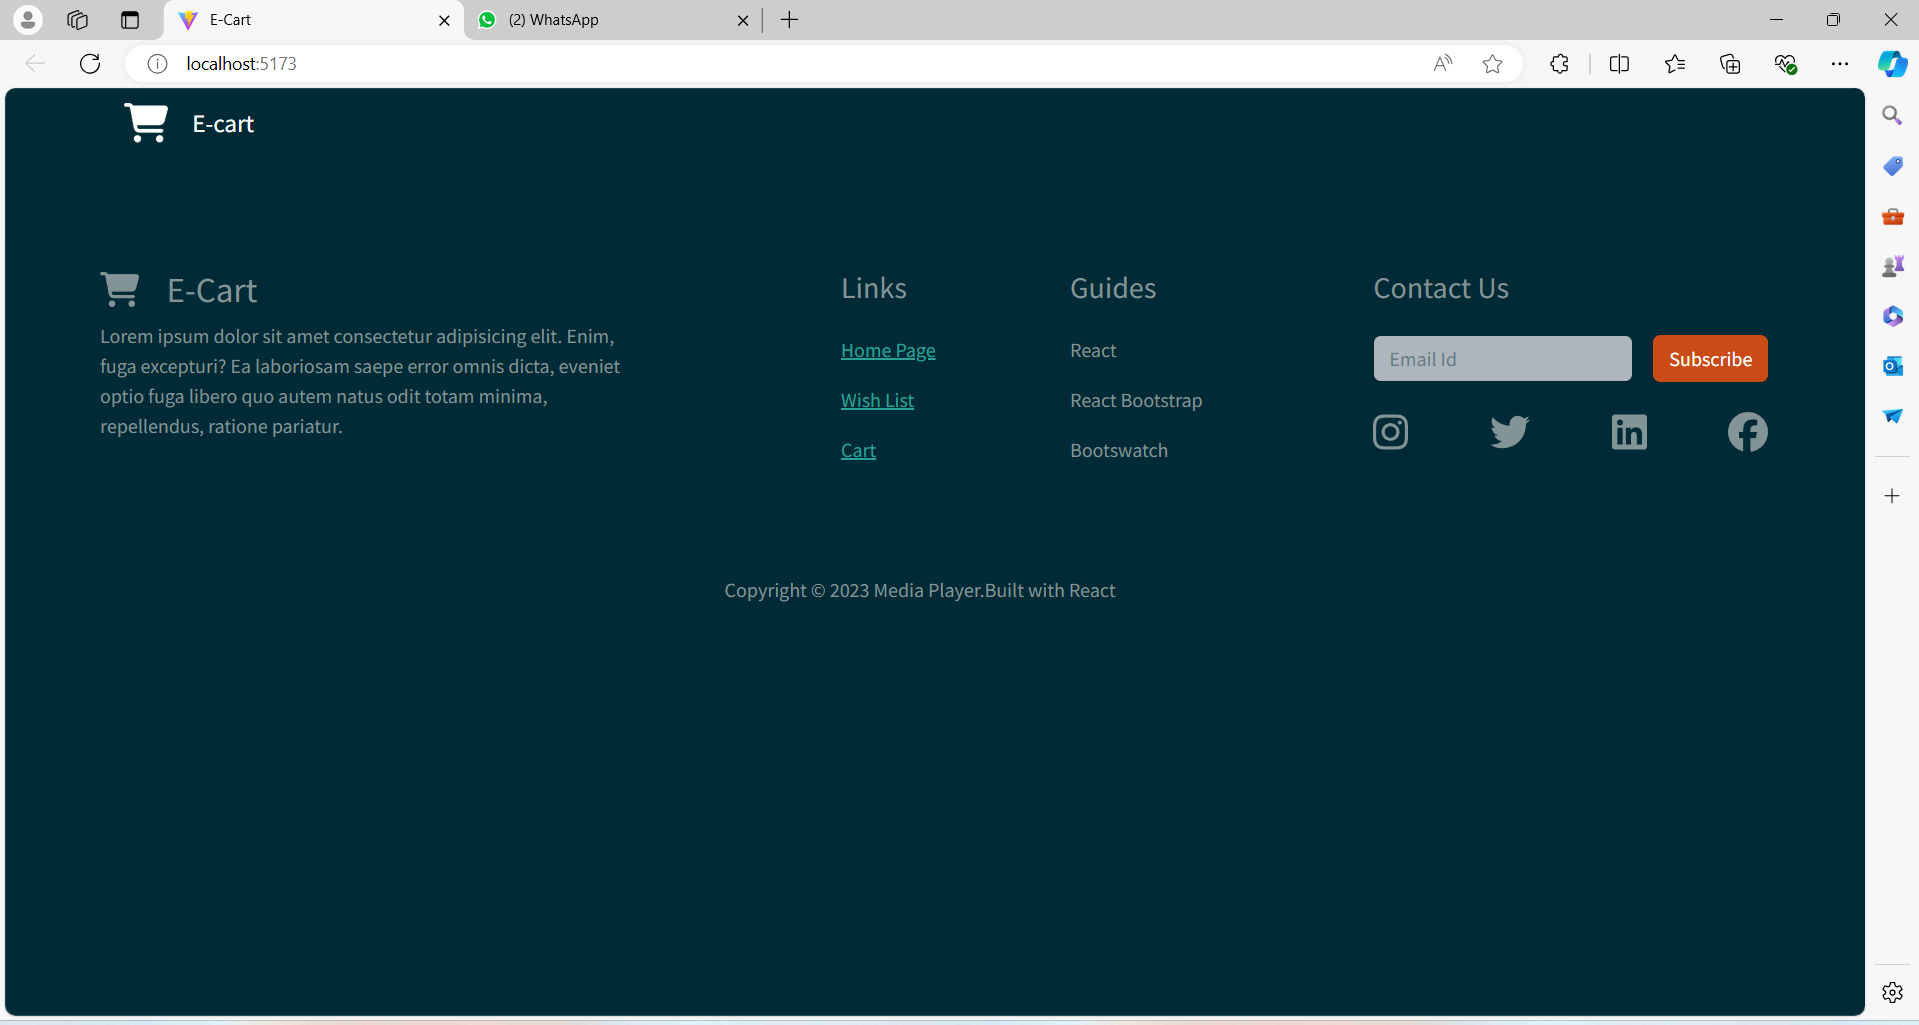 E-Cart
(2) WhatsApp
localhost:5173
E-cart
E-Cart
Lorem ipsum dolor sit amet consectetur adipisicing elit. Enim,
fuga excepturi? Ea laboriosam saepe error omnis dicta, eveniet
optio fuga libero quo autem natus odit totam minima,
repellendus, ratione pariatur.
Links
Home Page
Wish List
Cart
Guides
React
React Bootstrap
Bootswatch
Contact Us
Email Id
Subscribe
Copyright © 2023 Media Player.Built with React